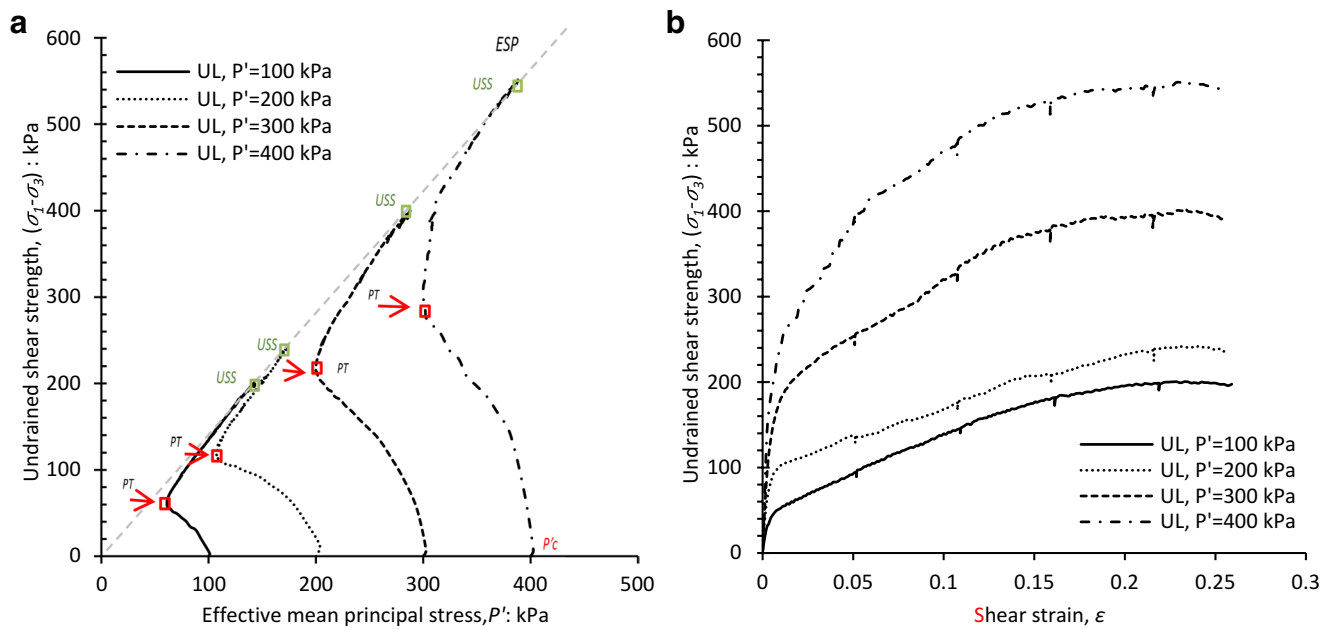 a
600
500
400
300
200
100
0
0 100 200 300 400 500
Undrained shear strength, (σ1-σ3) : kPa
Effective mean principal stress,P': kPa
UL, P'=100 kPa
UL, P'=200 kPa
UL, P'=300 kPa
UL, P'=400 kPa
ESP
USS
USS
USS
USS
PT
PT
PT
PT
P'c
b
600
500
400
300
200
100
0
0 0.05 0.1 0.15 0.2 0.25 0.3
Undrained shear strength, (σ1-σ3) : kPa
Shear strain, ε
UL, P'=100 kPa
UL, P'=200 kPa
UL, P'=300 kPa
UL, P'=400 kPa